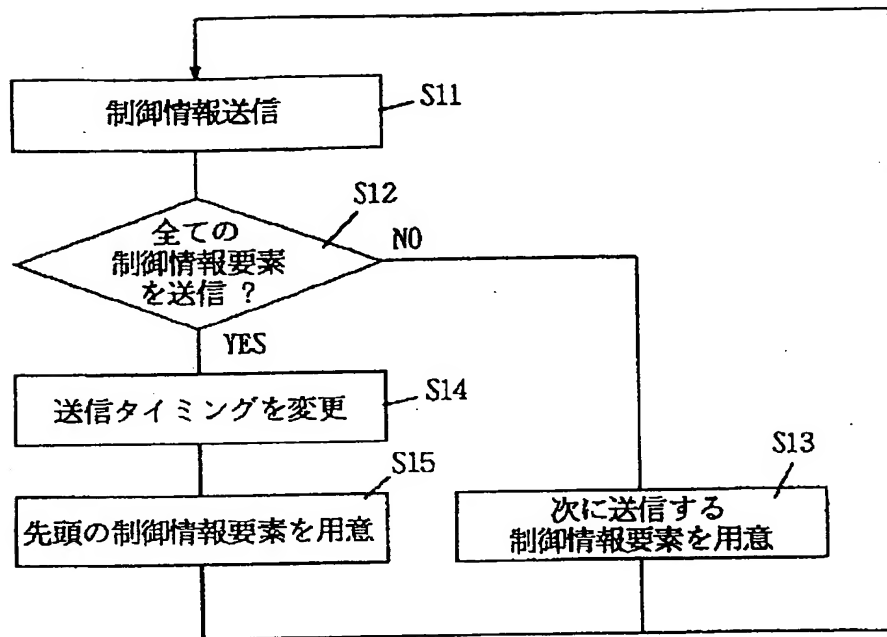 制御情報送信
S11
S12
全ての
制御情報要素
を送信 ?
NO
YES
送信タイミングを変更
S14
S15
先頭の制御情報要素を用意
S13
次に送信する
制御情報要素を用意